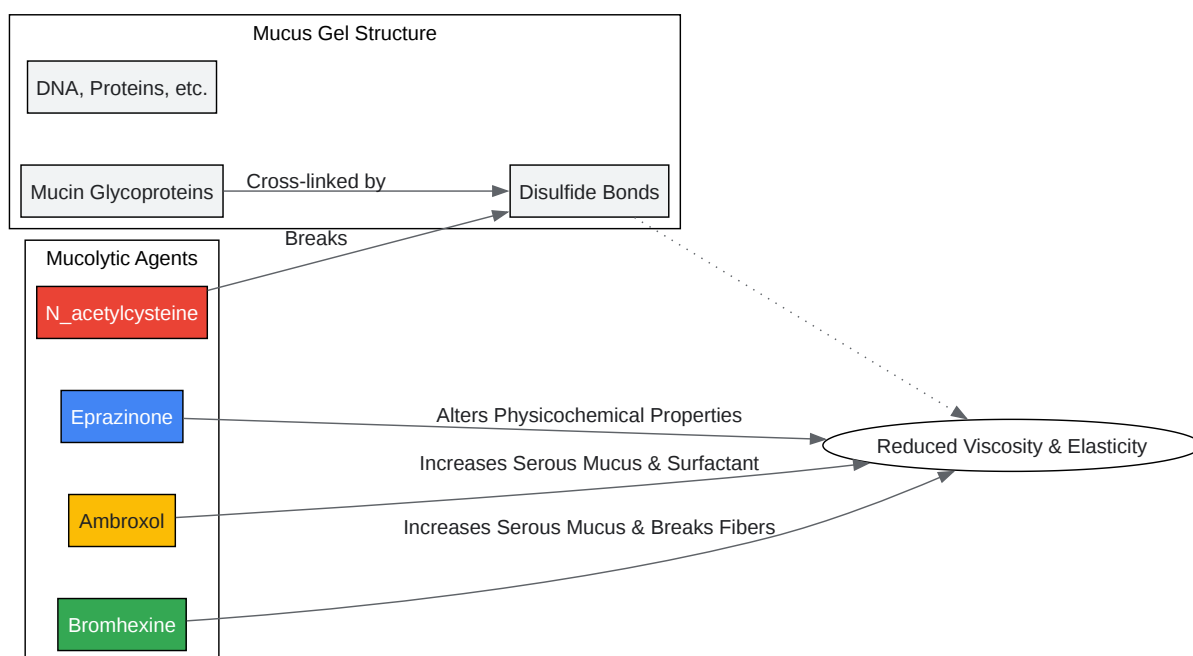 Mucus Gel Structure
DNA, Proteins, etc.
Mucin Glycoproteins
Cross-linked by
Disulfide Bonds
Breaks
Mucolytic Agents
N_acetylcysteine
Eprazinone
Alters Physicochemical Properties
Reduced Viscosity & Elasticity
Increases Serous Mucus & Surfactant
Ambroxol
Increases Serous Mucus & Breaks Fibers
Bromhexine